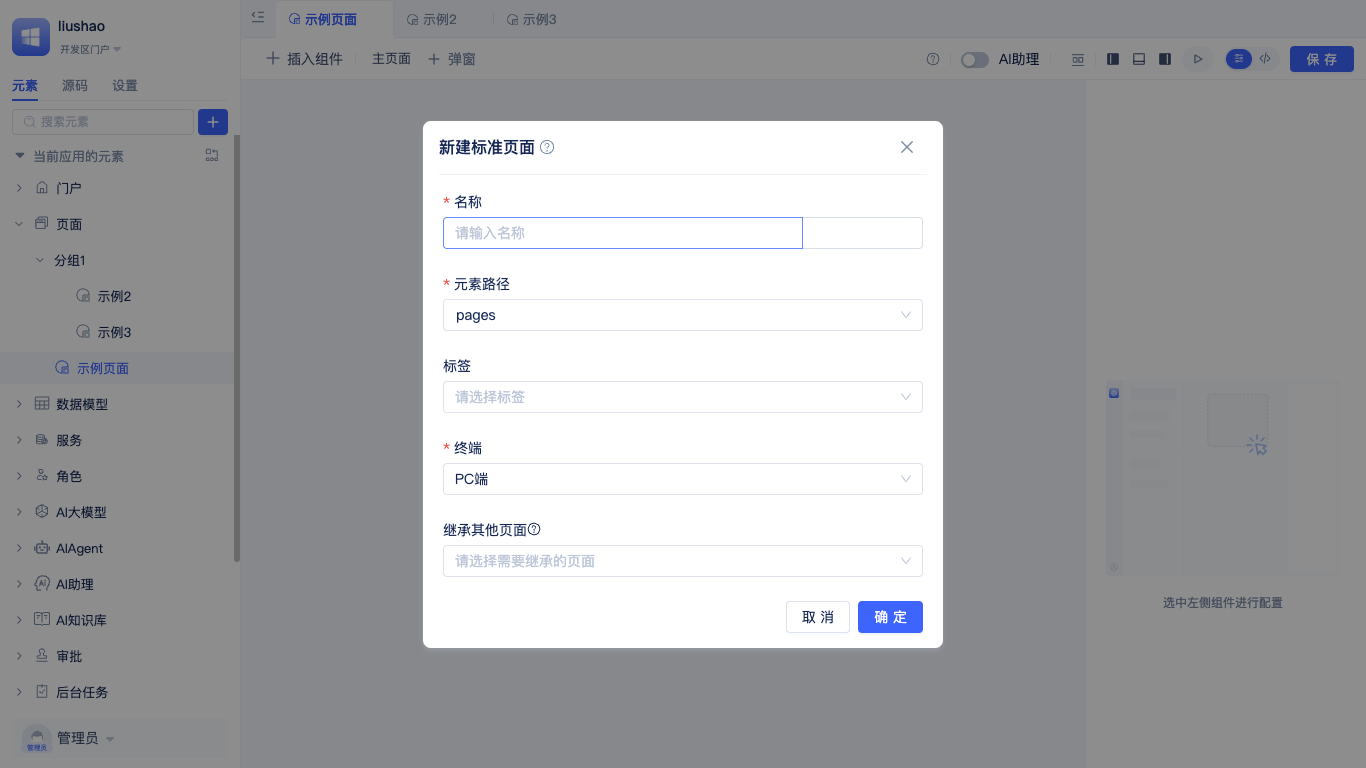 liushao
开发区门户
元素 源码 设置
搜索元素
当前应用的元素
门户
页面
分组1
示例2
示例3
示例页面
数据模型
服务
角色
AI大模型
AIAgent
AI助理
AI知识库
审批
后台任务
管理员
管理员
示例页面 示例2 示例3
插入组件 主页面 弹窗
AI助理
保 存
新建标准页面
* 名称
请输入名称
* 元素路径
pages
标签
请选择标签
* 终端
PC端
继承其他页面
请选择需要继承的页面
取 消 确 定
选中左侧组件进行配置